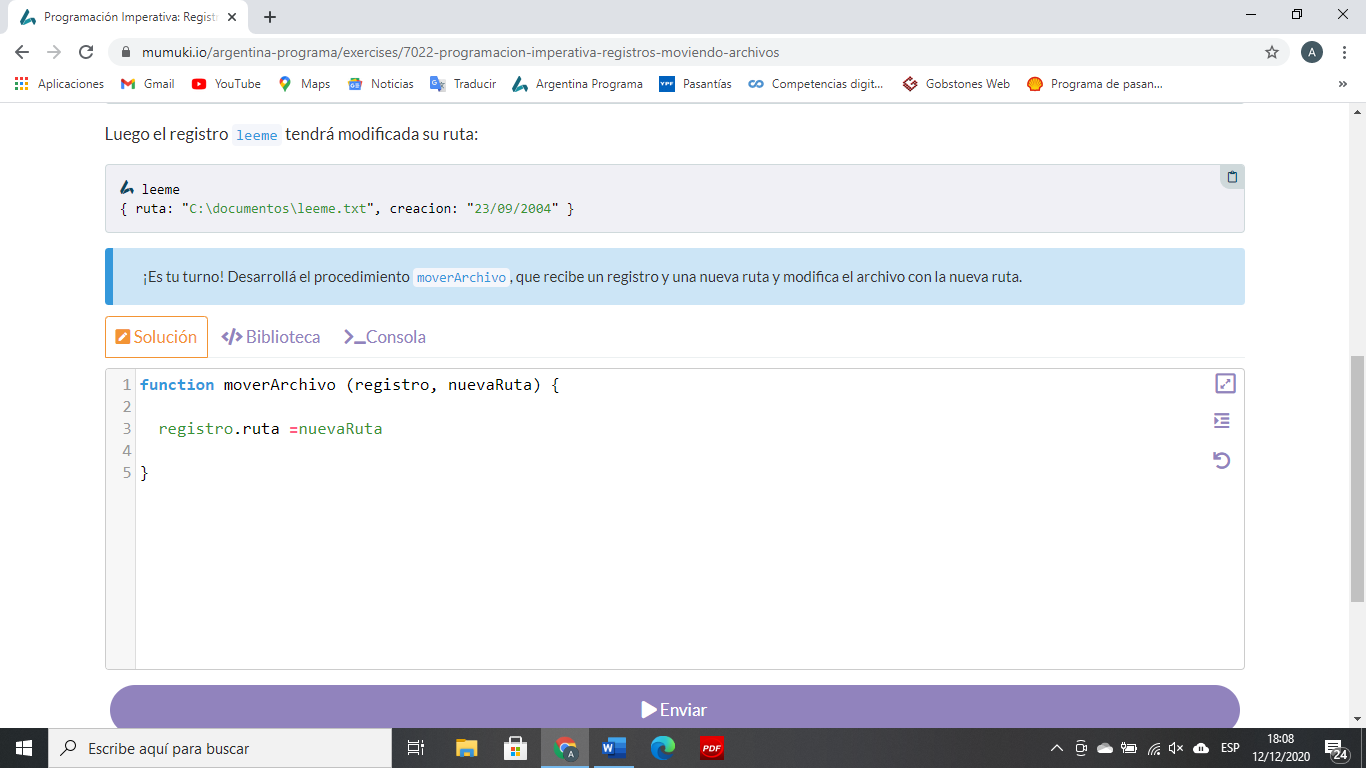 Programación Imperativa: Registr
mumuki.io/argentina-programa/exercises/7022-programacion-imperativa-registros-moviendo-archivos
A
Aplicaciones
Gmail
YouTube
Maps
Noticias
Traducir
Argentina Programa
YPF Pasantías
Competencias digit...
Gobstones Web
Programa de pasan...
»
Luego el registro leeme tendrá modificada su ruta:
leeme
{ ruta: "C:\documentos\leeme.txt", creacion: "23/09/2004" }
¡Es tu turno! Desarrollá el procedimiento moverArchivo, que recibe un registro y una nueva ruta y modifica el archivo con la nueva ruta.
Solución
Biblioteca
Consola
1 function moverArchivo (registro, nuevaRuta) {
2
3 registro.ruta =nuevaRuta
4
5 }
Enviar
Escribe aquí para buscar
A
W
PDF
ESP
18:08
12/12/2020
24